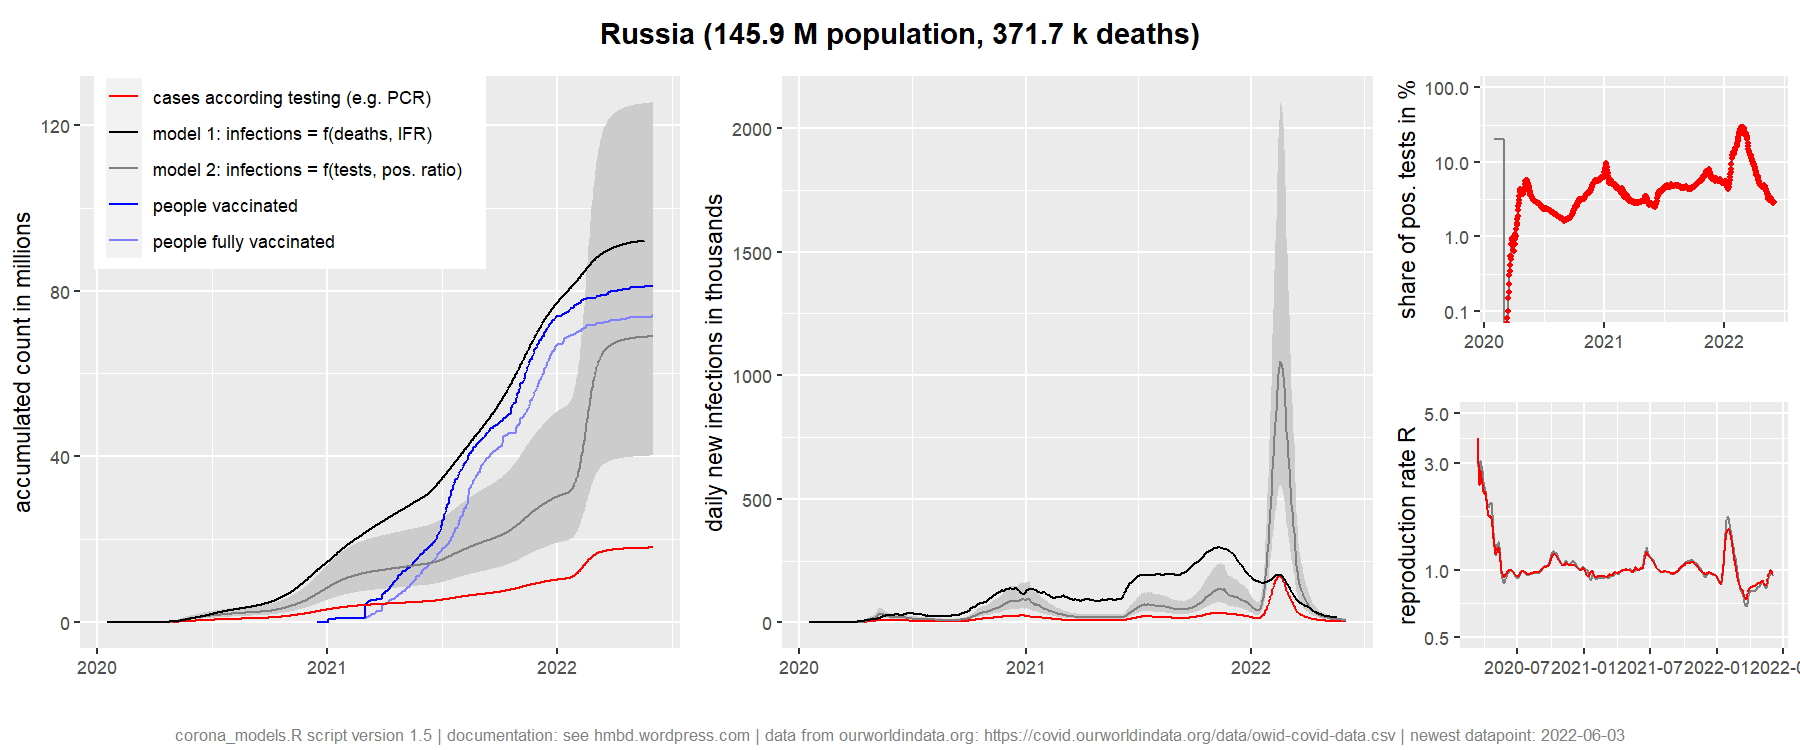 Russia (145.9 M population, 371.7 k deaths)
cases according testing (e.g. PCR)
model 1: infections = f(deaths, IFR)
model 2: infections = f(tests, pos. ratio)
people vaccinated
people fully vaccinated
accumulated count in millions
120
80
40
0
2020 2021 2022
daily new infections in thousands
2000
1500
1000
500
0
2020 2021 2022
share of pos. tests in %
100.0
10.0
1.0
0.1
2020 2021 2022
reproduction rate R
5.0
3.0
1.0
0.5
2020-07 2021-01 2021-07 2022-01 2022-0
corona_models.R script version 1.5 | documentation: see hmbd.wordpress.com | data from ourworldindata.org: https://covid.ourworldindata.org/data/owid-covid-data.csv | newest datapoint: 2022-06-03